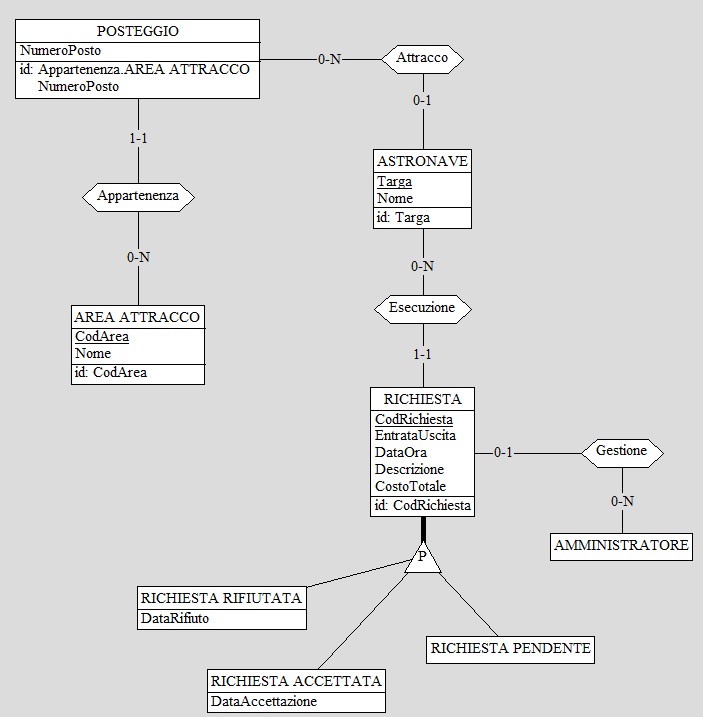 POSTEGGIO
NumeroPosto
id: Appartenenza.AREA ATTRACCO
NumeroPosto
0-N
Attracco
0-1
1-1
ASTRONAVE
Targa
Nome
id: Targa
Appartenenza
0-N
0-N
AREA ATTRACCO
CodArea
Nome
id: CodArea
Esecuzione
1-1
RICHIESTA
CodRichiesta
EntrataUscita
DataOra
Descrizione
CostoTotale
id: CodRichiesta
0-1
Gestione
0-N
AMMINISTRATORE
P
RICHIESTA RIFIUTATA
DataRifiuto
RICHIESTA PENDENTE
RICHIESTA ACCETTATA
DataAccettazione